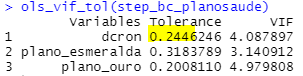 > ols_vif_tol(step_bc_planosaude)
Variables Tolerance VIF
1 dcron 0.2446246 4.087897
2 plano_esmeralda 0.3183789 3.140912
3 plano_ouro 0.2008110 4.979808